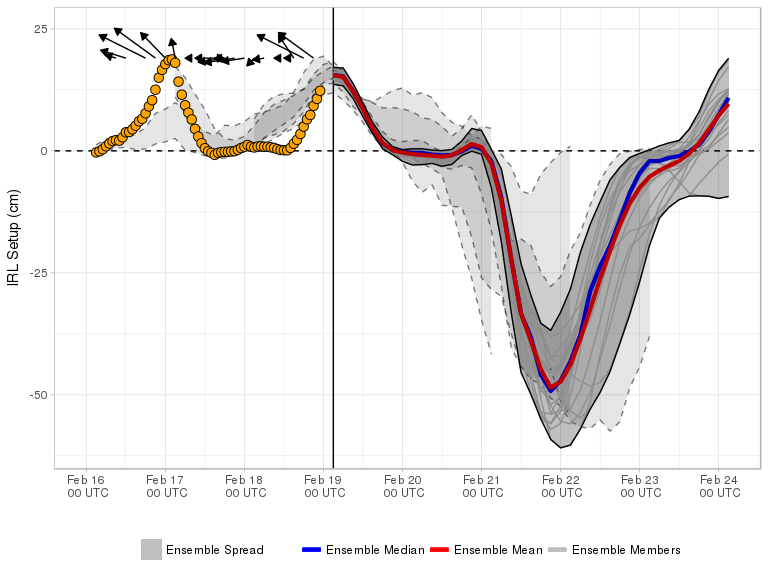 25
0
-25
-50
IRL Setup (cm)
Feb 16 Feb 17 Feb 18 Feb 19 Feb 20 Feb 21 Feb 22 Feb 23 Feb 24
00 UTC 00 UTC 00 UTC 00 UTC 00 UTC 00 UTC 00 UTC 00 UTC 00 UTC
Ensemble Spread Ensemble Median Ensemble Mean Ensemble Members